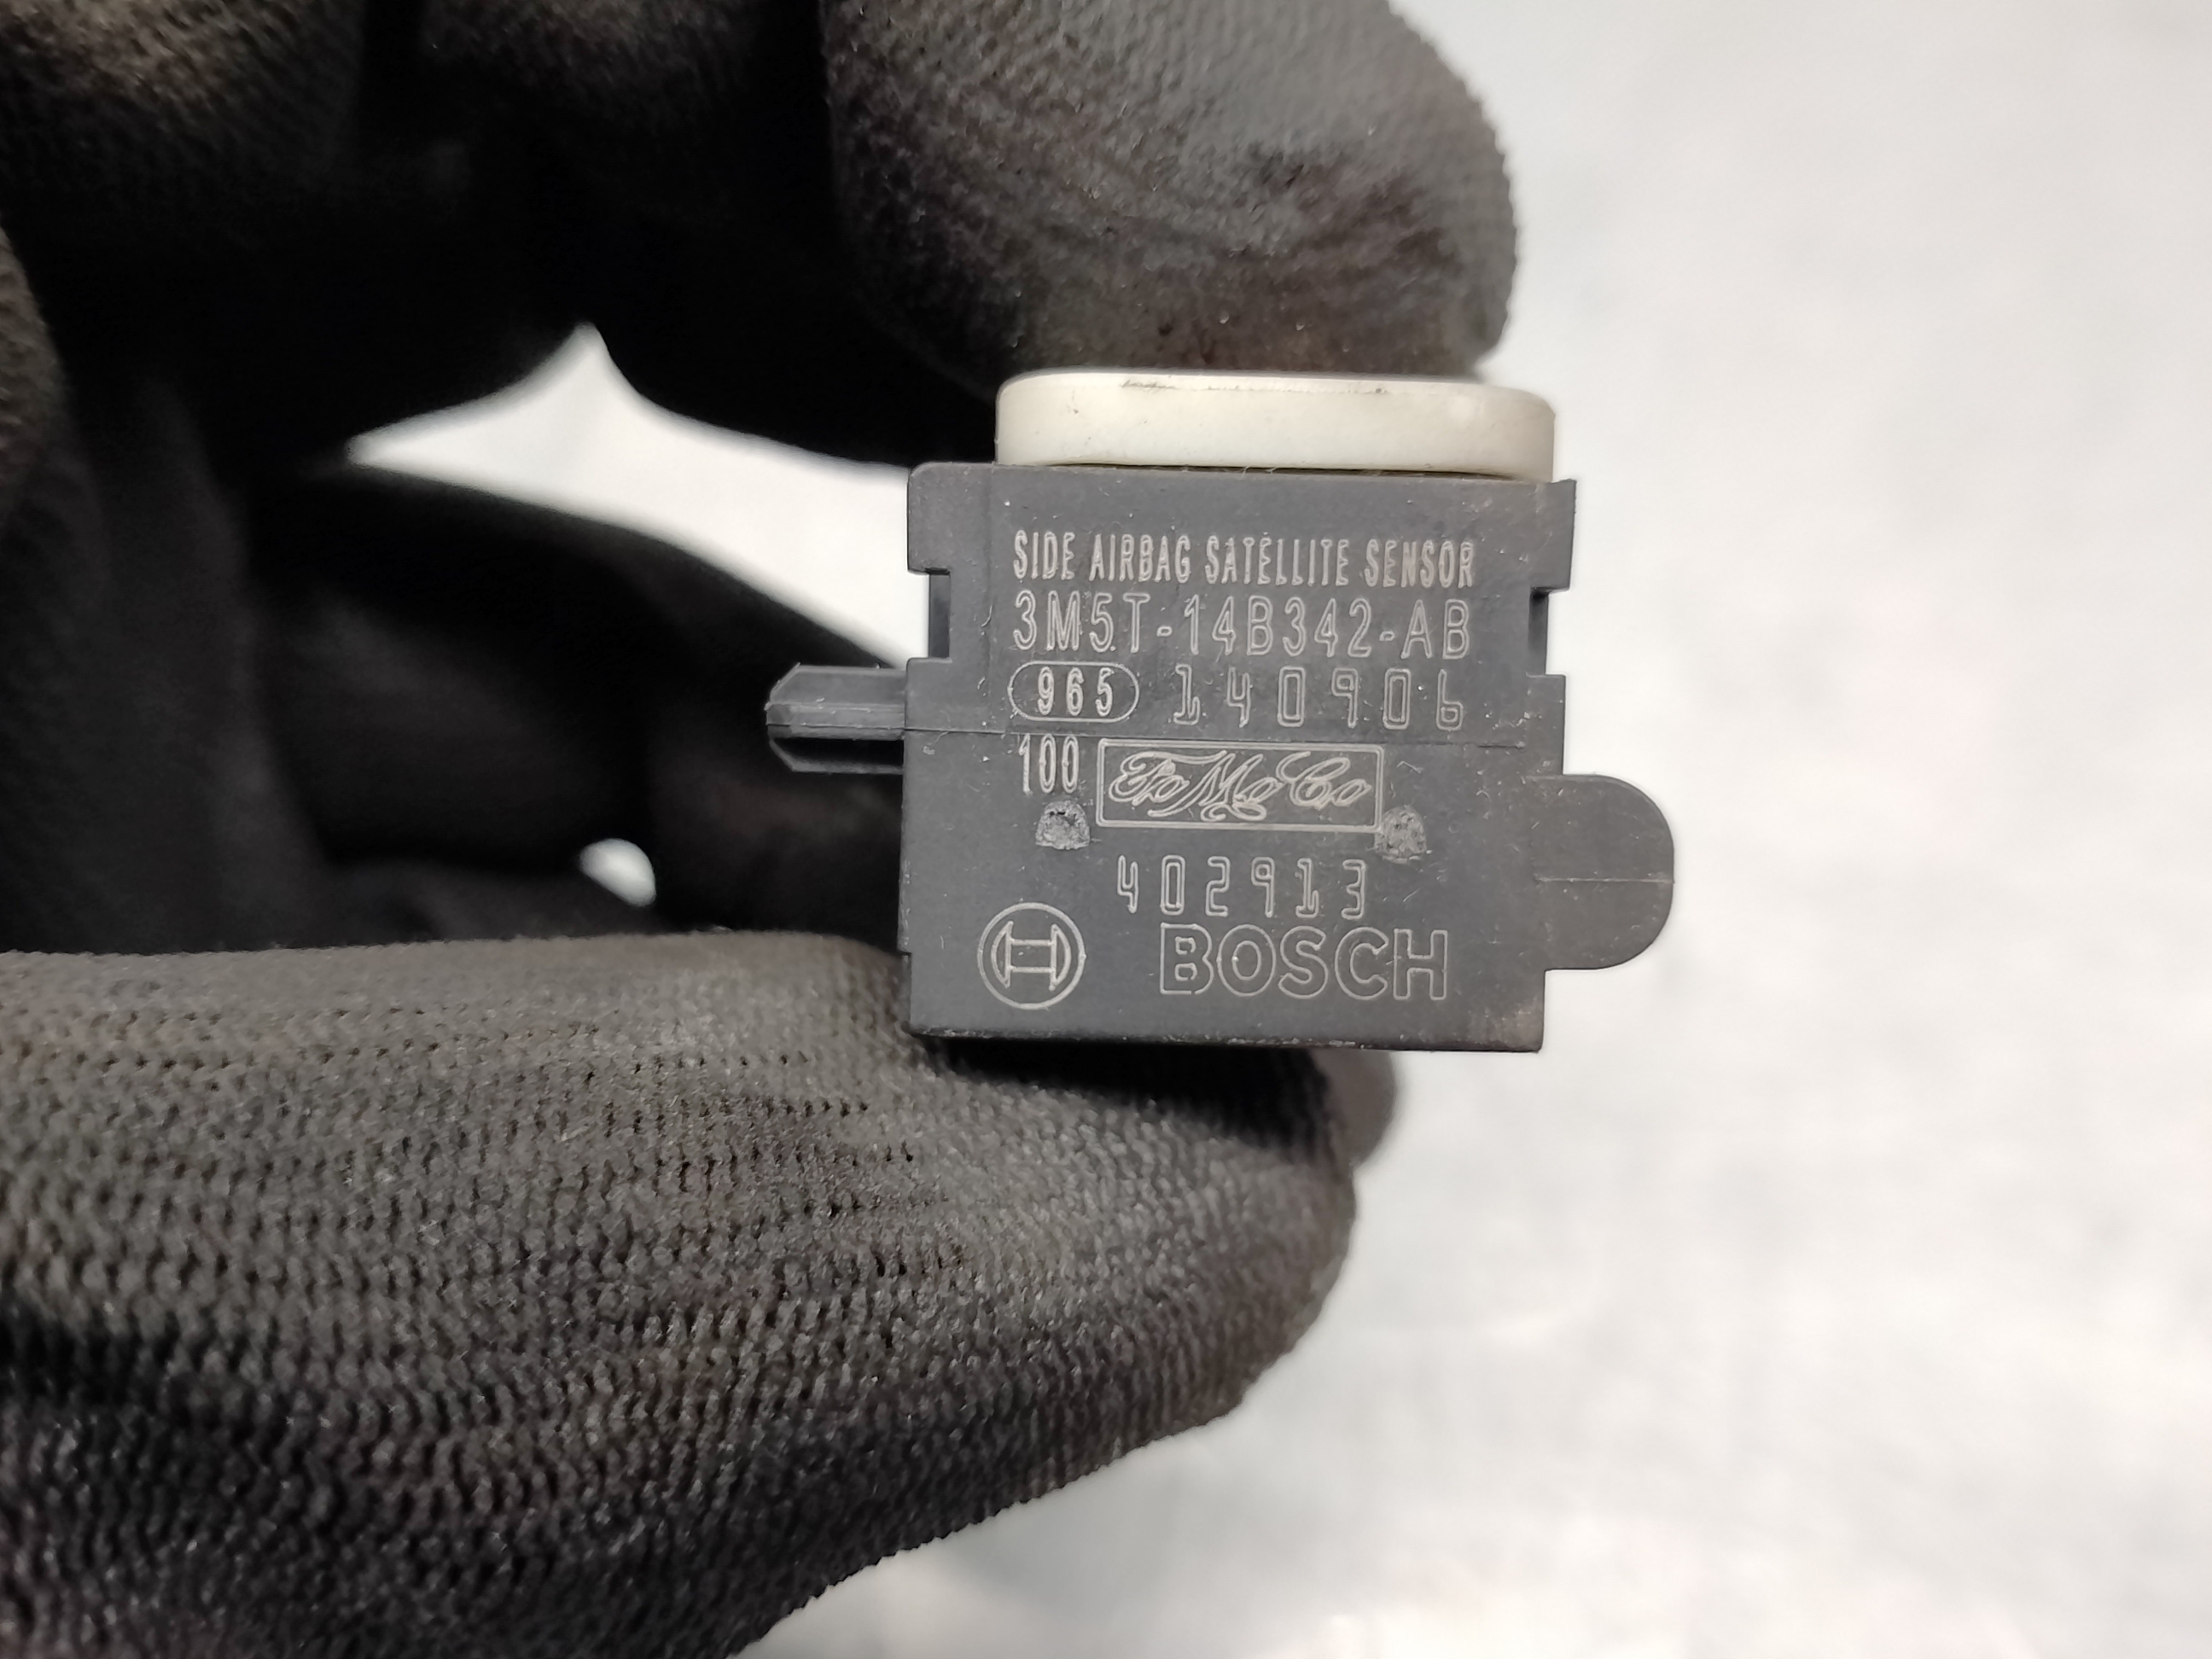 SIDE AIRBAG SATELLITE SENSOR
3M5T-14B342-AB
965 140906
100 FoMoCo
402913
BOSCH